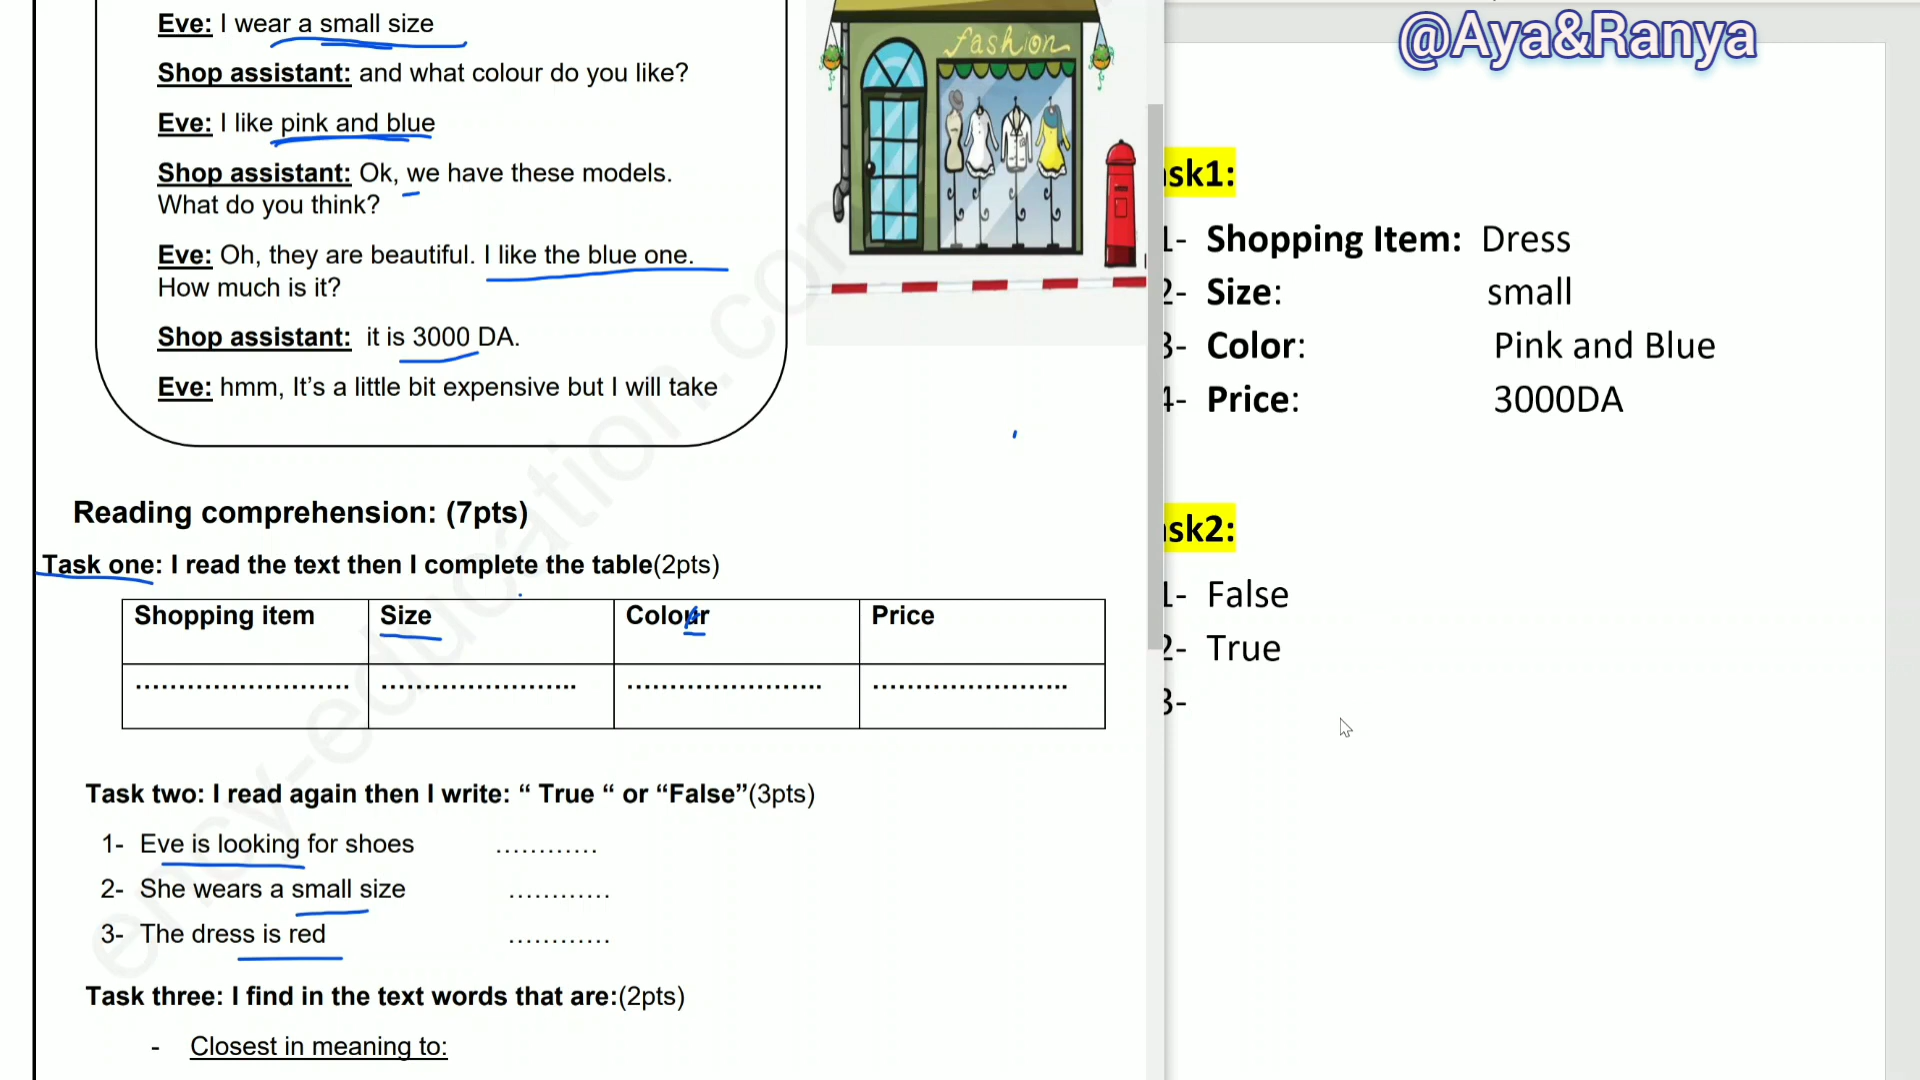 Eve: I wear a small size
Shop assistant: and what colour do you like?
Eve: I like pink and blue
Shop assistant: Ok, we have these models.
What do you think?
Eve: Oh, they are beautiful. I like the blue one.
How much is it?
Shop assistant: it is 3000 DA.
Eve: hmm, It's a little bit expensive but I will take
fashion
Reading comprehension: (7pts)
Task one: I read the text then I complete the table(2pts)
Shopping item Size Colour Price
........................... ......................... ......................... .........................
Task two: I read again then I write: “ True “ or “False”(3pts)
1- Eve is looking for shoes ............
2- She wears a small size ............
3- The dress is red ............
Task three: I find in the text words that are:(2pts)
- Closest in meaning to:
ency-education.com
@Aya&Ranya
sk1:
1- Shopping Item: Dress
2- Size: small
3- Color: Pink and Blue
4- Price: 3000DA
sk2:
1- False
2- True
3-